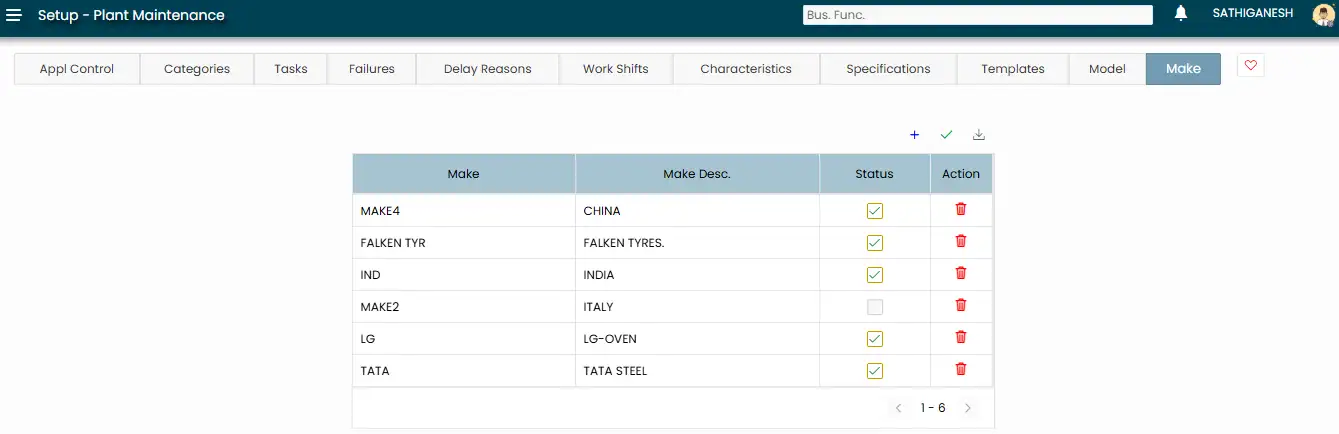 Setup - Plant Maintenance
Bus. Func.
SATHIGANESH
Appl Control Categories Tasks Failures Delay Reasons Work Shifts Characteristics Specifications Templates Model Make
Make Make Desc. Status Action
MAKE4 CHINA
FALKEN TYR FALKEN TYRES.
IND INDIA
MAKE2 ITALY
LG LG-OVEN
TATA TATA STEEL
1 - 6